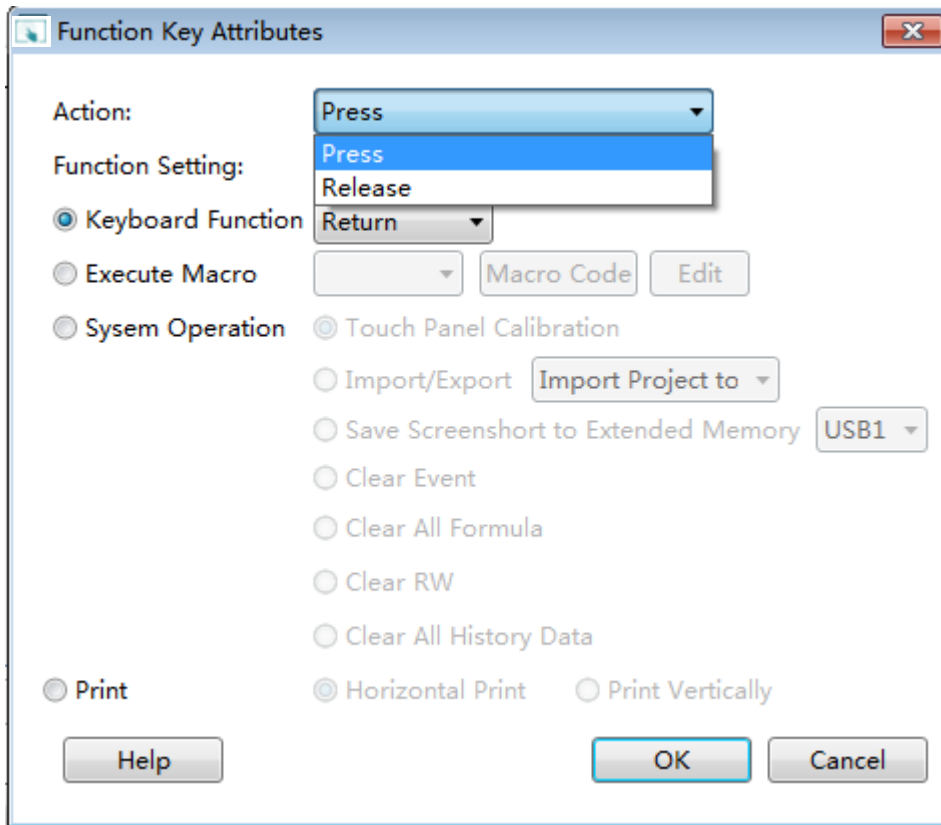 Function Key Attributes
Action: Press
Press
Function Setting:
Release
Keyboard Function Return
Execute Macro Macro Code Edit
Sysem Operation Touch Panel Calibration
Import/Export Import Project to
Save Screenshort to Extended Memory USB1
Clear Event
Clear All Formula
Clear RW
Clear All History Data
Print Horizontal Print Print Vertically
Help OK Cancel